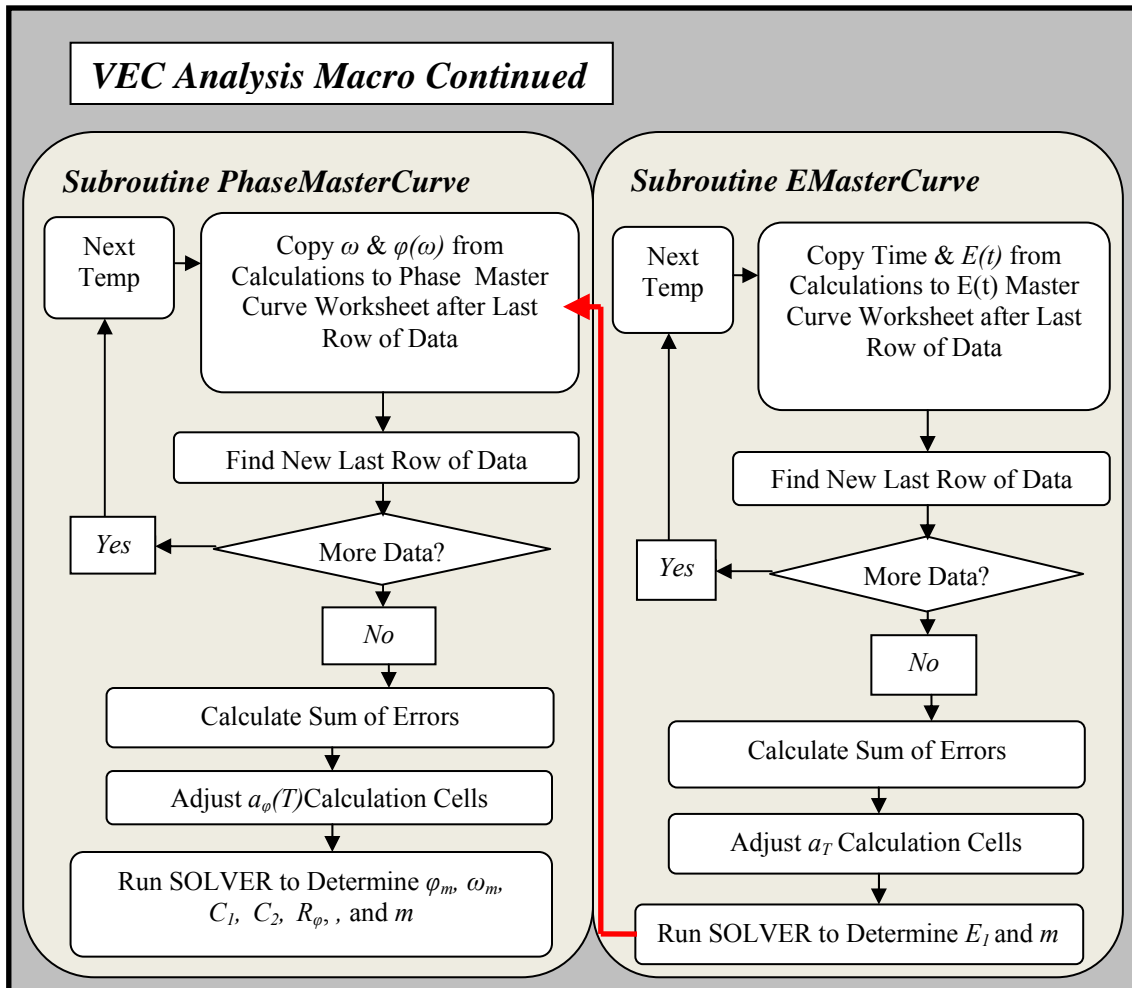 VEC Analysis Macro Continued
Subroutine PhaseMasterCurve
Next
Temp
Copy ω & φ(ω) from
Calculations to Phase Master
Curve Worksheet after Last
Row of Data
Find New Last Row of Data
More Data?
Yes
No
Calculate Sum of Errors
Adjust aφ(T)Calculation Cells
Run SOLVER to Determine φm, ωm,
C1, C2, Rφ, , and m
Subroutine EMasterCurve
Next
Temp
Copy Time & E(t) from
Calculations to E(t) Master
Curve Worksheet after Last
Row of Data
Find New Last Row of Data
More Data?
Yes
No
Calculate Sum of Errors
Adjust aT Calculation Cells
Run SOLVER to Determine E1 and m